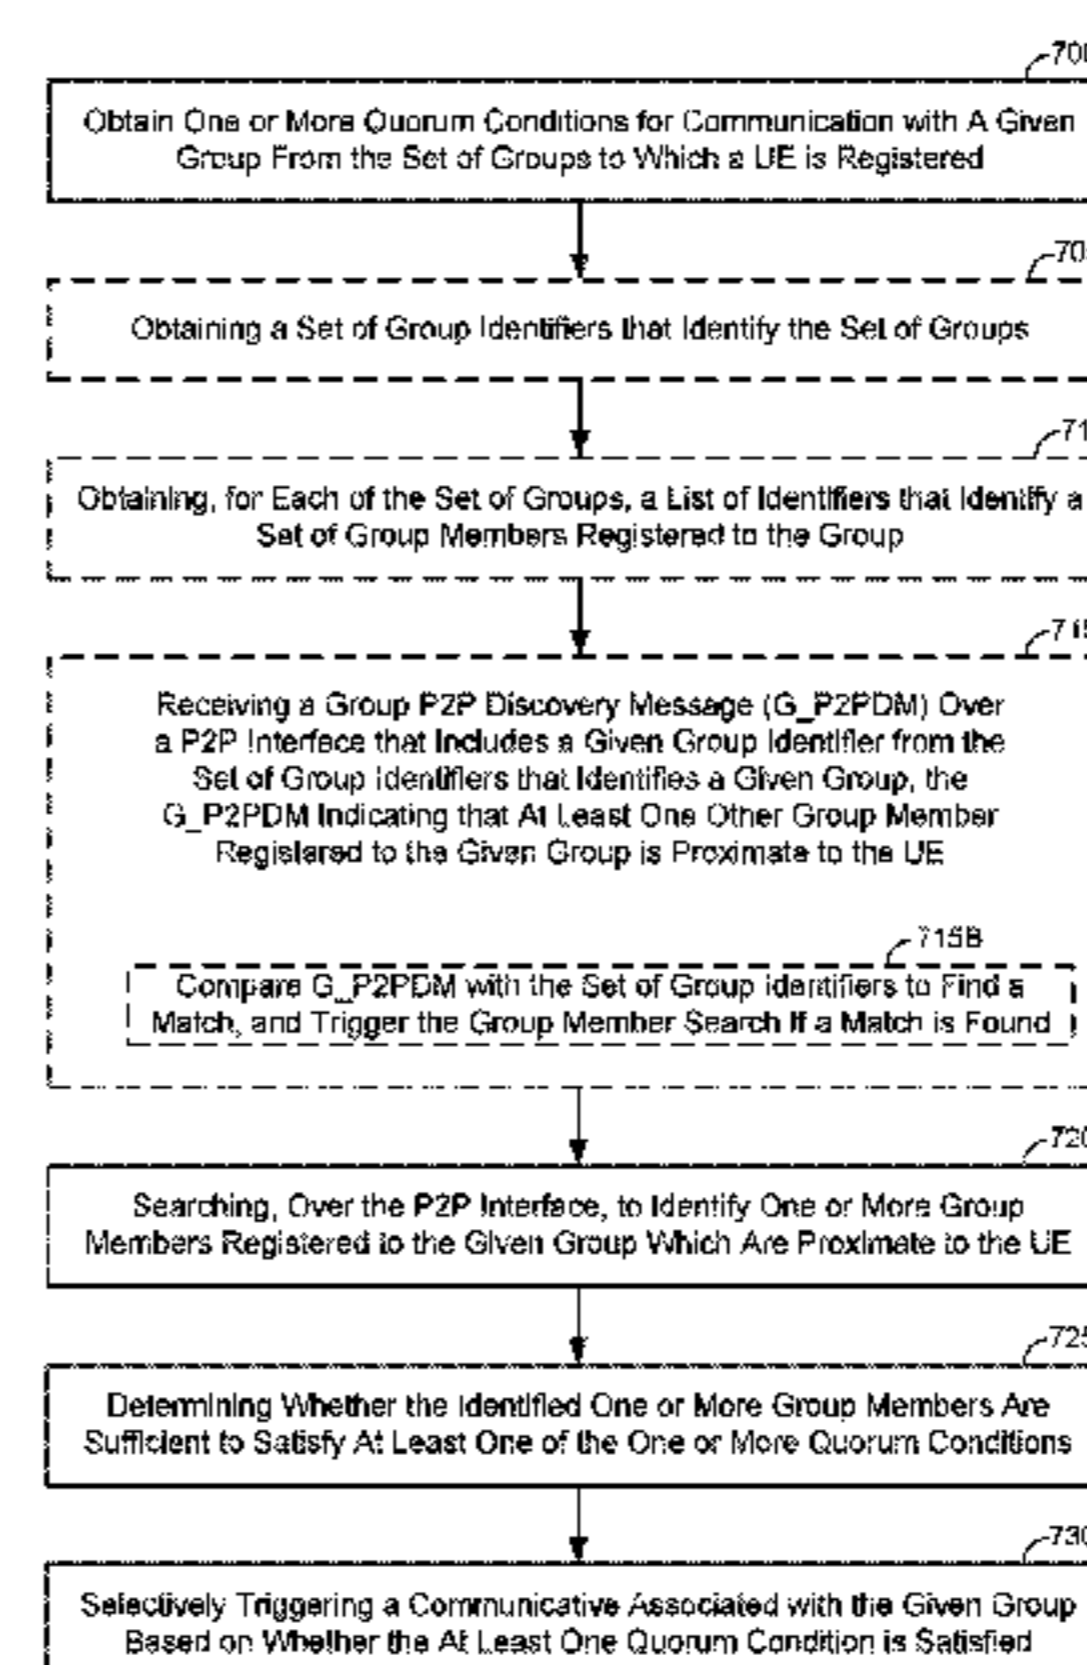 700
Obtain One or More Quorum Conditions for Communication with A Given
Group From the Set of Groups to Which a UE is Registered
70
Obtaining a Set of Group Identifiers that Identify the Set of Groups
71
Obtaining, for Each of the Set of Groups, a List of Identifiers that Identify a
Set of Group Members Registered to the Group
715
Receiving a Group P2P Discovery Message (G_P2PDM) Over
a P2P Interface that Includes a Given Group Identifier from the
Set of Group Identifiers that Identifies a Given Group, the
G_P2PDM Indicating that At Least One Other Group Member
Registered to the Given Group is Proximate to the UE
715B
Compare G_P2PDM with the Set of Group identifiers to Find a
Match, and Trigger the Group Member Search If a Match is Found
720
Searching, Over the P2P Interface, to Identify One or More Group
Members Registered to the Given Group Which Are Proximate to the UE
725
Determining Whether the Identified One or More Group Members Are
Sufficient to Satisfy At Least One of the One or More Quorum Conditions
730
Selectively Triggering a Communicative Associated with the Given Group
Based on Whether the At Least One Quorum Condition is Satisfied